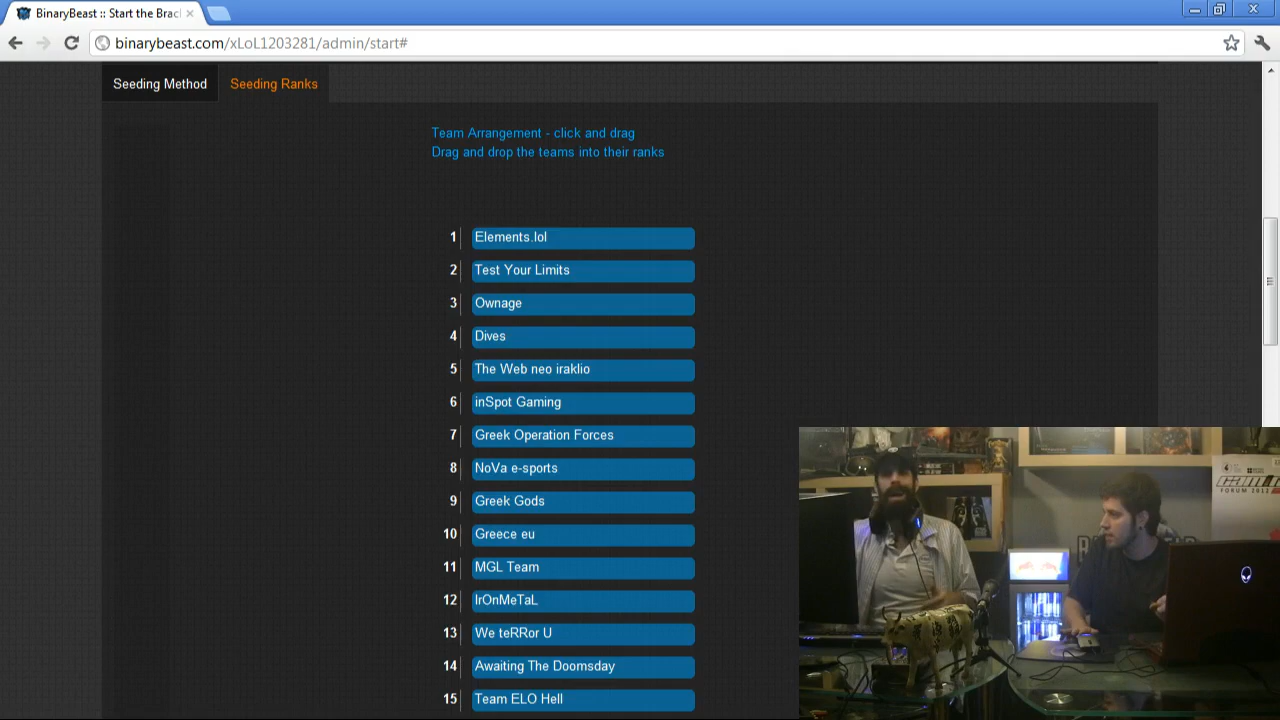 BinaryBeast :: Start the Brac
binarybeast.com/xLoL1203281/admin/start#
Seeding Method
Seeding Ranks
Team Arrangement - click and drag
Drag and drop the teams into their ranks
1 Elements.lol
2 Test Your Limits
3 Ownage
4 Dives
5 The Web neo iraklio
6 inSpot Gaming
7 Greek Operation Forces
8 NoVa e-sports
9 Greek Gods
10 Greece eu
11 MGL Team
12 IrOnMeTaL
13 We teRRor U
14 Awaiting The Doomsday
15 Team ELO Hell
FORUM 2012